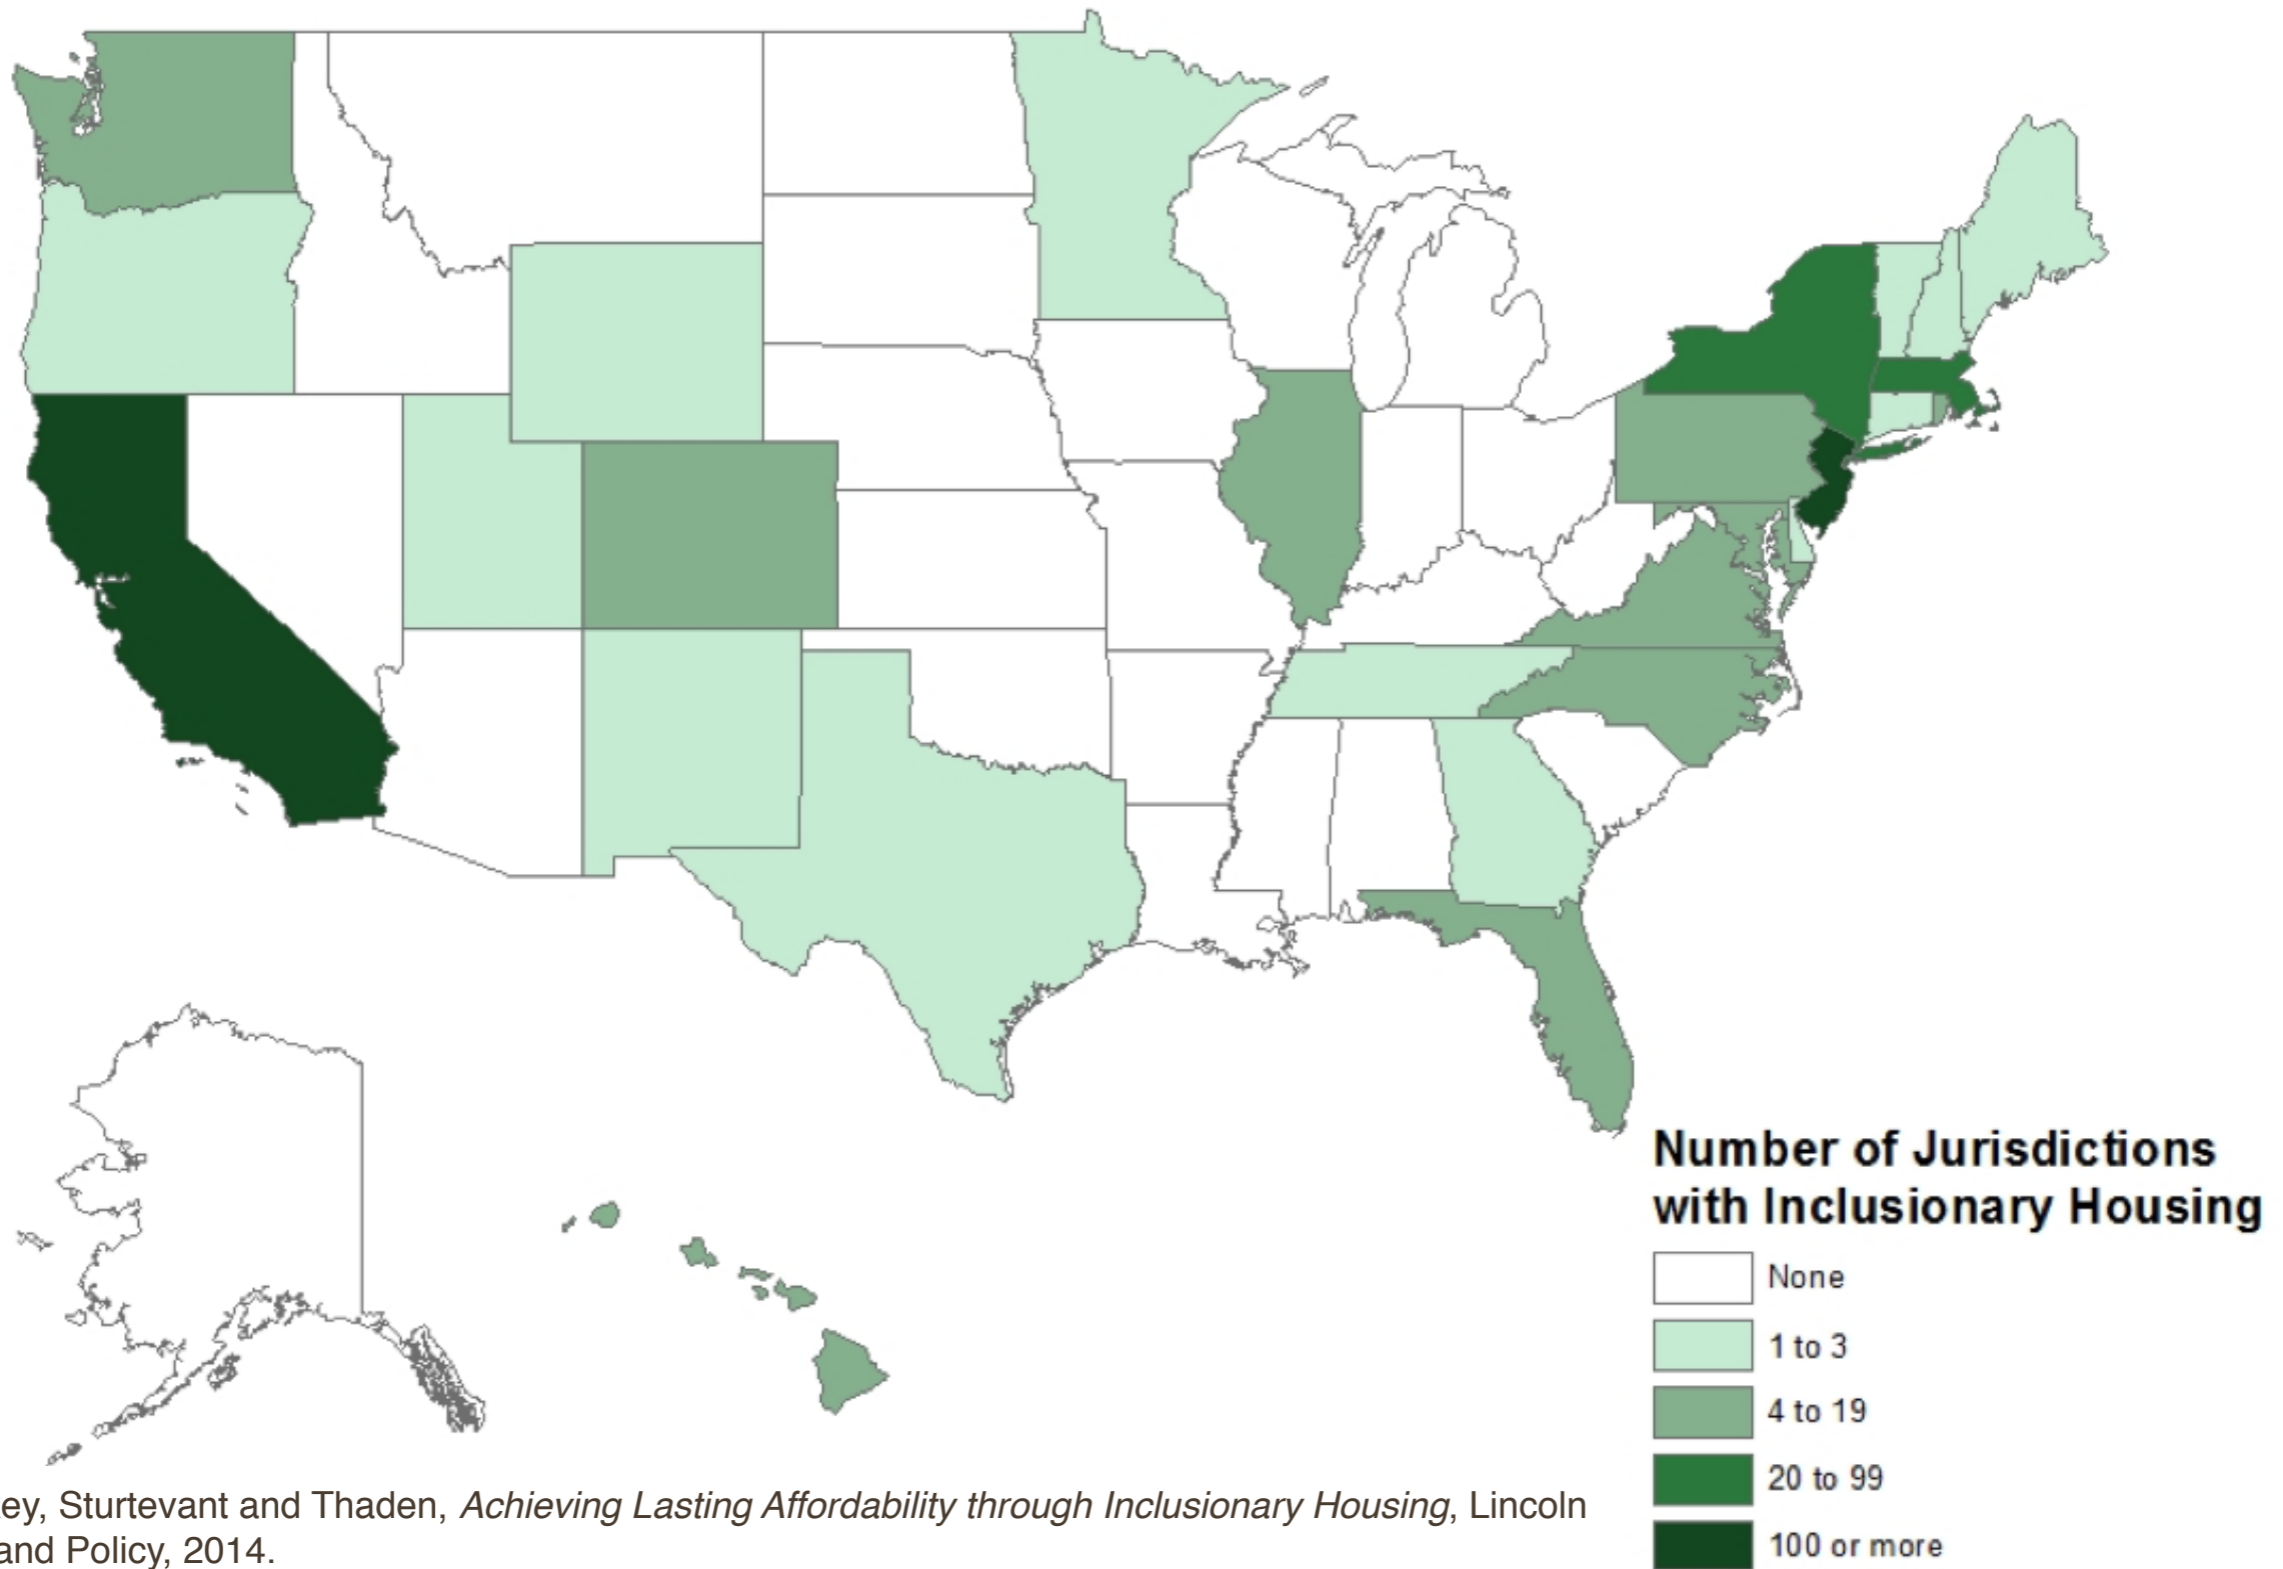 Number of Jurisdictions
with Inclusionary Housing
None
1 to 3
4 to 19
20 to 99
100 or more
Sturtevant and Thaden, Achieving Lasting Affordability through Inclusionary Housing, Lincoln
and Policy, 2014.